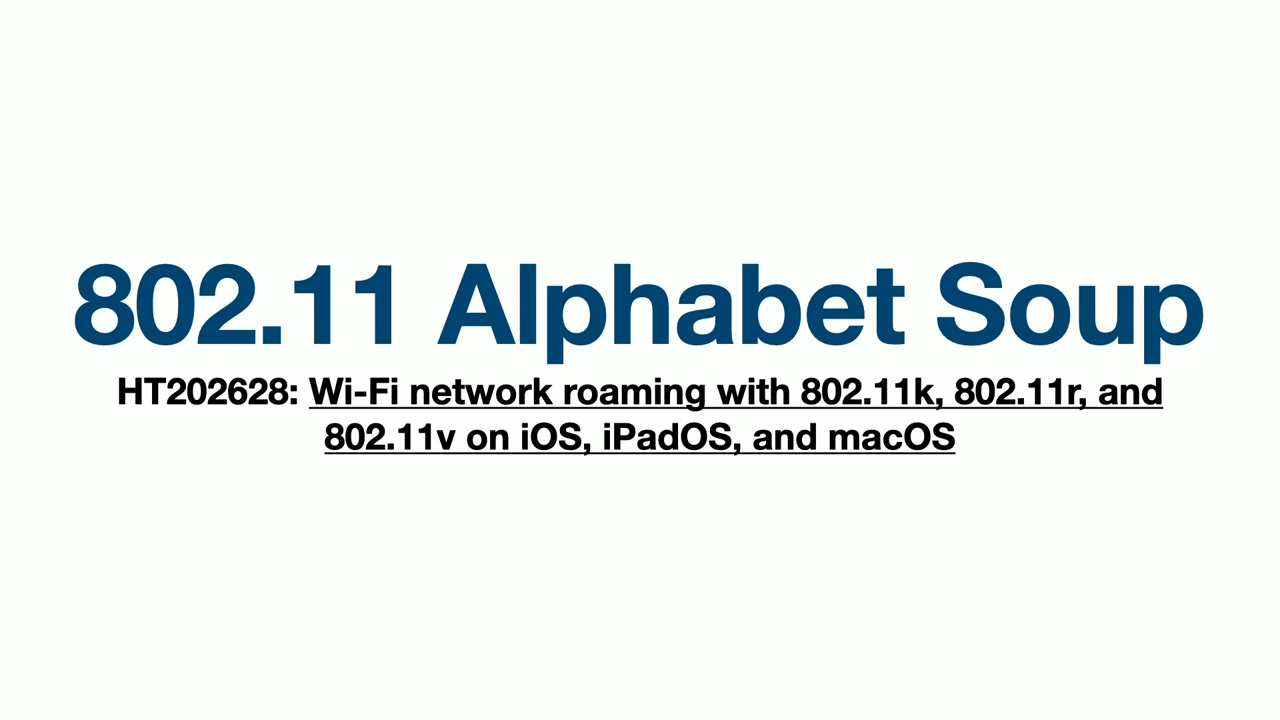 802.11 Alphabet Soup
HT202628: Wi-Fi network roaming with 802.11k, 802.11r, and
802.11v on iOS, iPadOS, and macOS